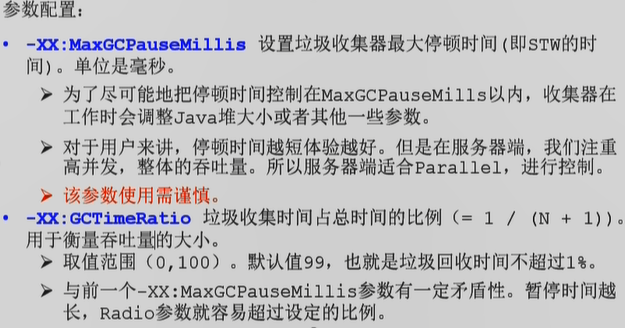 参数配置:
• -XX:MaxGCPauseMillis 设置垃圾收集器最大停顿时间(即STW的时
间)。单位是毫秒。
➢ 为了尽可能地把停顿时间控制在MaxGCPauseMills以内,收集器在
工作时会调整Java堆大小或者其他一些参数。
➢ 对于用户来讲,停顿时间越短体验越好。但是在服务器端,我们注重
高并发,整体的吞吐量。所以服务器端适合Parallel,进行控制。
➢ 该参数使用需谨慎。
• -XX:GCTimeRatio 垃圾收集时间占总时间的比例(= 1 / (N + 1))。
用于衡量吞吐量的大小。
➢ 取值范围(0,100)。默认值99,也就是垃圾回收时间不超过1%。
➢ 与前一个-XX:MaxGCPauseMillis参数有一定矛盾性。暂停时间越
长,Radio参数就容易超过设定的比例。